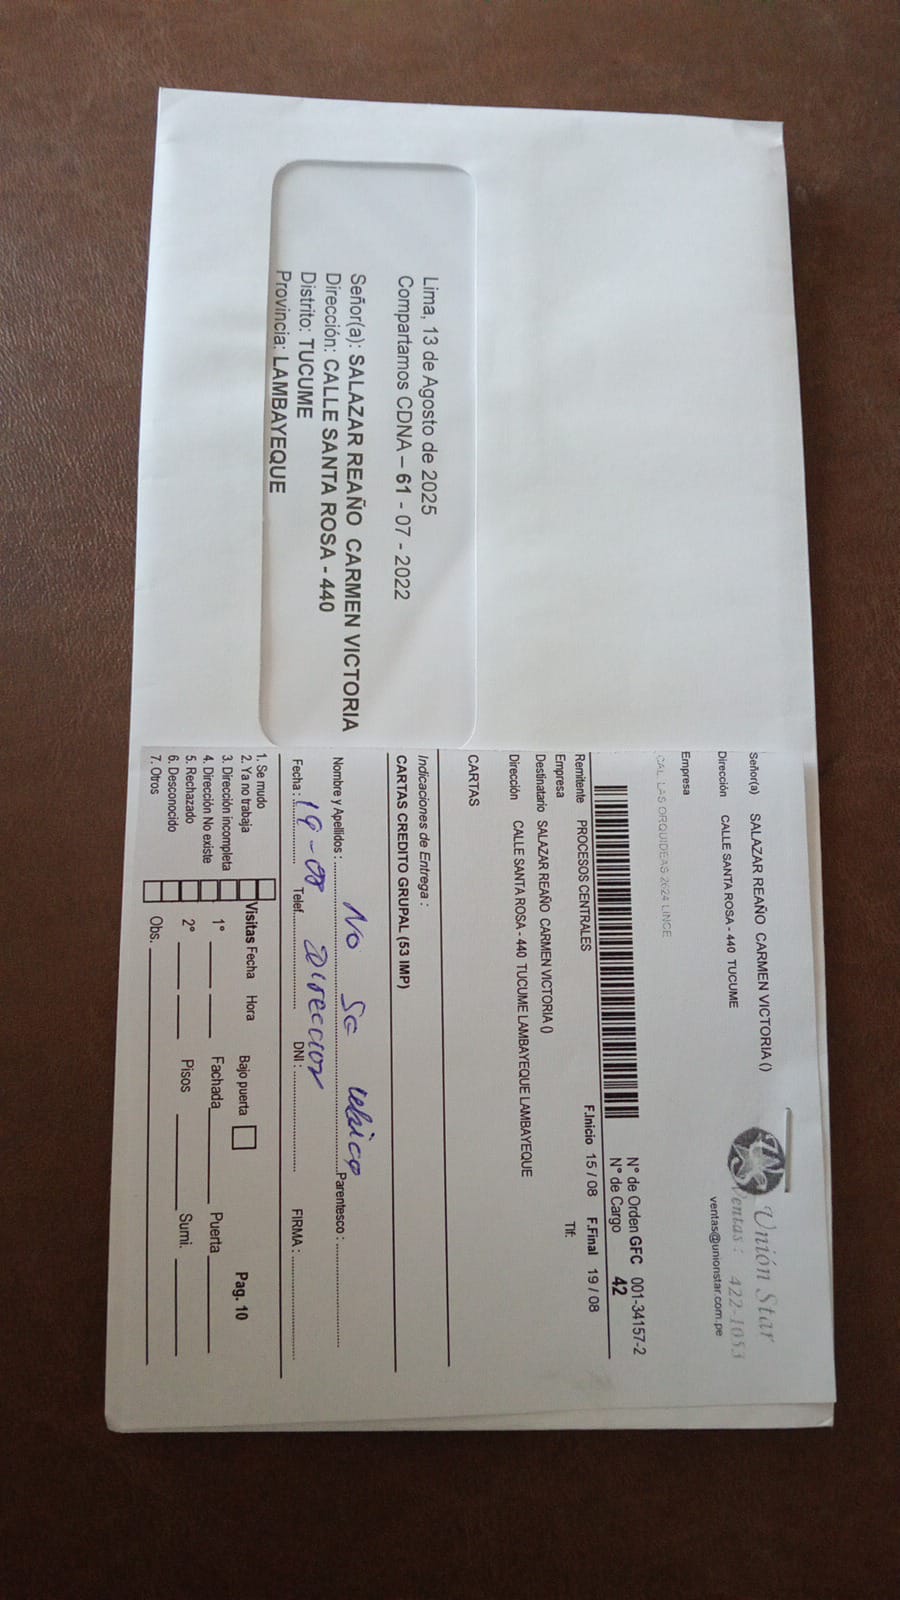 Lima, 13 de Agosto de 2025
Compartamos CDNA – 61 - 07 - 2022
Señor(a): SALAZAR REAÑO CARMEN VICTORIA
Dirección: CALLE SANTA ROSA - 440
Distrito: TUCUME
Provincia: LAMBAYEQUE
Señor(a) SALAZAR REAÑO CARMEN VICTORIA ()
Dirección CALLE SANTA ROSA - 440 TUCUME
Empresa
CAL. LAS ORQUIDEAS 2624 LINCE
Unión Star
Ventas : 422-1053
ventas@unionstar.com.pe
N° de Orden GFC 001-34157-2
N° de Cargo 42
Remitente PROCESOS CENTRALES F.Inicio 15 / 08 F.Final 19 / 08
Empresa Tlf:
Destinatario SALAZAR REAÑO CARMEN VICTORIA ()
Dirección CALLE SANTA ROSA - 440 TUCUME LAMBAYEQUE LAMBAYEQUE
CARTAS
Indicaciones de Entrega :
CARTAS CREDITO GRUPAL (53 IMP)
No se ubica
Nombre y Apellidos : Parentesco :
19-08 Direccion
Fecha : Telef. DNI : FIRMA :
1. Se mudo
2. Ya no trabaja
3. Dirección incompleta
4. Dirección No existe
5. Rechazado
6. Desconocido
7. Otros
Visitas Fecha Hora Bajo puerta Pag. 10
1° Fachada Puerta
2° Pisos Sumi.
Obs.